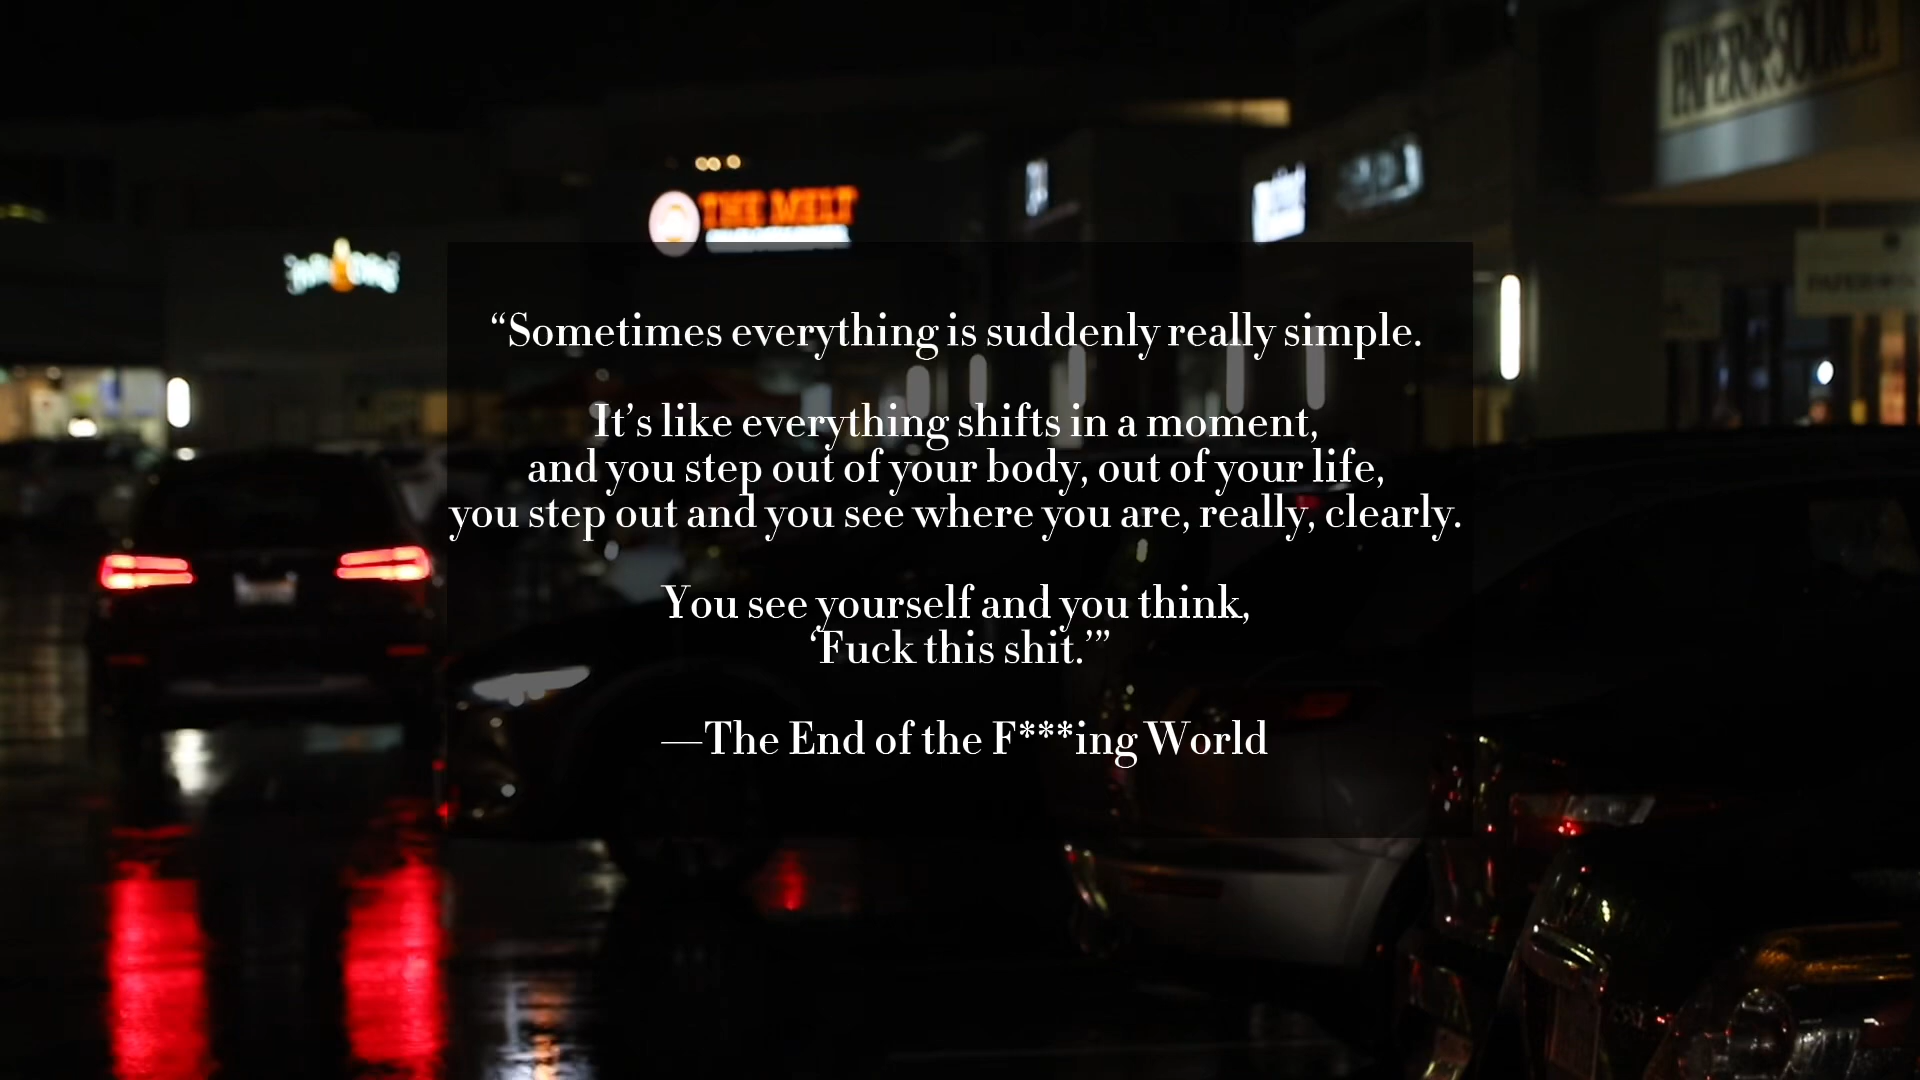 PAPER SOURCE
THE MELT
“Sometimes everything is suddenly really simple.
It’s like everything shifts in a moment,
and you step out of your body, out of your life,
you step out and you see where you are, really, clearly.
You see yourself and you think,
‘Fuck this shit.’”
—The End of the F***ing World